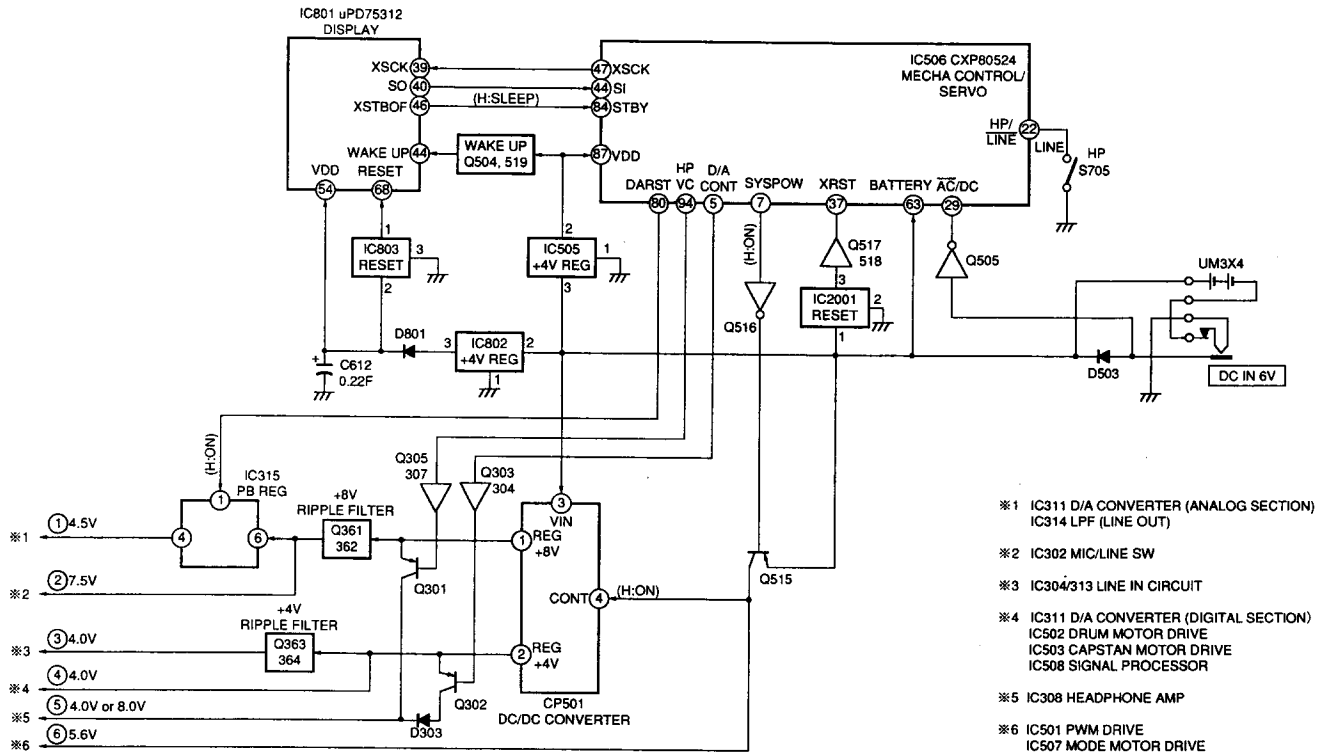 IC801 uPD75312
DISPLAY
XSCK 39
SO 40
XSTBOF 46
WAKE UP 44
RESET
VDD
54
68
(H:SLEEP)
WAKE UP
Q504, 519
47 XSCK
44 SI
84 STBY
87 VDD
IC506 CXP80524
MECHA CONTROL/
SERVO
HP/
LINE
22
LINE
HP
S705
DARST
HP
VC
D/A
CONT
SYSPOW
XRST
BATTERY
AC/DC
80
94
5
7
37
63
29
1
IC803
RESET
3
2
2
IC505
+4V REG
1
3
(H:ON)
Q517
518
Q505
3
IC2001
RESET
2
1
Q516
UM3X4
D801
3
IC802
+4V REG
2
1
+
C612
0.22F
D503
DC IN 6V
(H:ON)
IC315
PB REG
1
4
6
+8V
RIPPLE FILTER
Q361
362
Q305
307
Q303
304
3
VIN
1
REG
+8V
Q301
CONT 4
(H:ON)
Q515
2
REG
+4V
CP501
DC/DC CONVERTER
+4V
RIPPLE FILTER
Q363
364
Q302
D303
※1 ① 4.5V
※2 ② 7.5V
※3 ③ 4.0V
※4 ④ 4.0V
※5 ⑤ 4.0V or 8.0V
※6 ⑥ 5.6V
※1 IC311 D/A CONVERTER (ANALOG SECTION)
IC314 LPF (LINE OUT)
※2 IC302 MIC/LINE SW
※3 IC304/313 LINE IN CIRCUIT
※4 IC311 D/A CONVERTER (DIGITAL SECTION)
IC502 DRUM MOTOR DRIVE
IC503 CAPSTAN MOTOR DRIVE
IC508 SIGNAL PROCESSOR
※5 IC308 HEADPHONE AMP
※6 IC501 PWM DRIVE
IC507 MODE MOTOR DRIVE